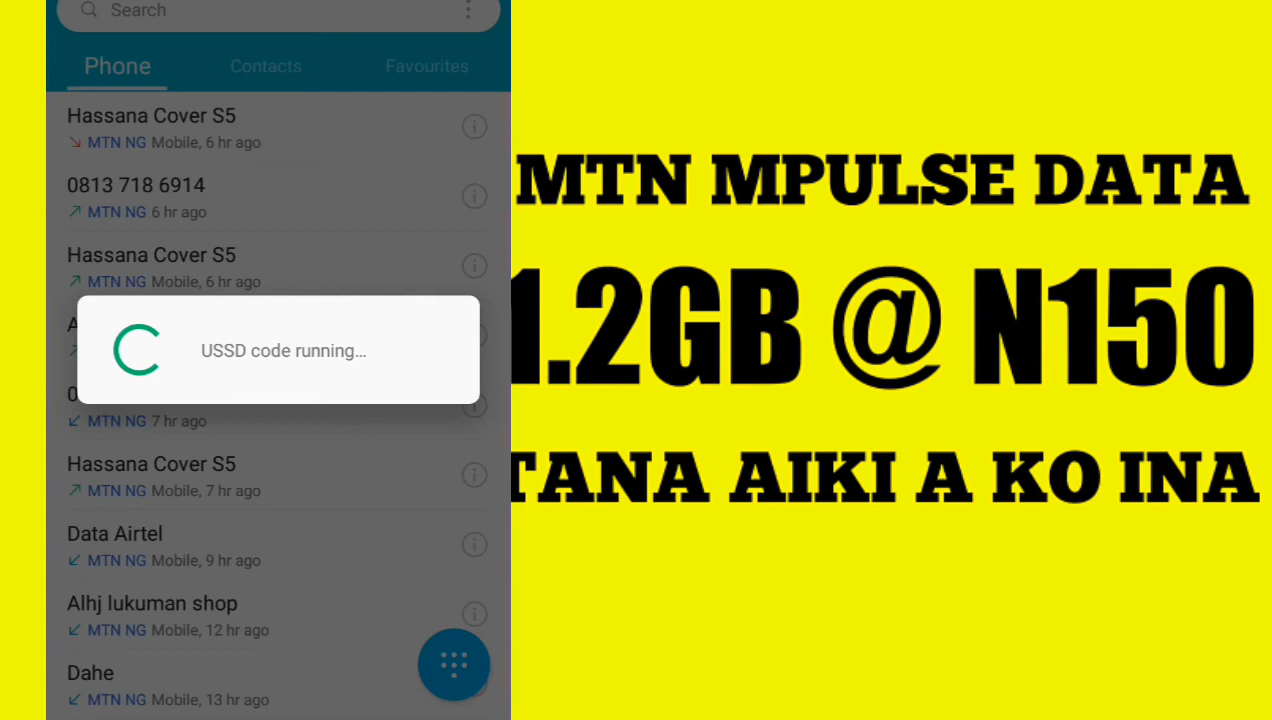 Search
Phone
Contacts
Favourites
Hassana Cover S5
MTN NG Mobile, 6 hr ago
0813 718 6914
MTN NG 6 hr ago
Hassana Cover S5
MTN NG Mobile, 6 hr ago
USSD code running...
MTN NG 7 hr ago
Hassana Cover S5
MTN NG Mobile, 7 hr ago
Data Airtel
MTN NG Mobile, 9 hr ago
Alhj lukuman shop
MTN NG Mobile, 12 hr ago
Dahe
MTN NG Mobile, 13 hr ago
MTN MPULSE DATA
1.2GB @ N150
TANA AIKI A KO INA